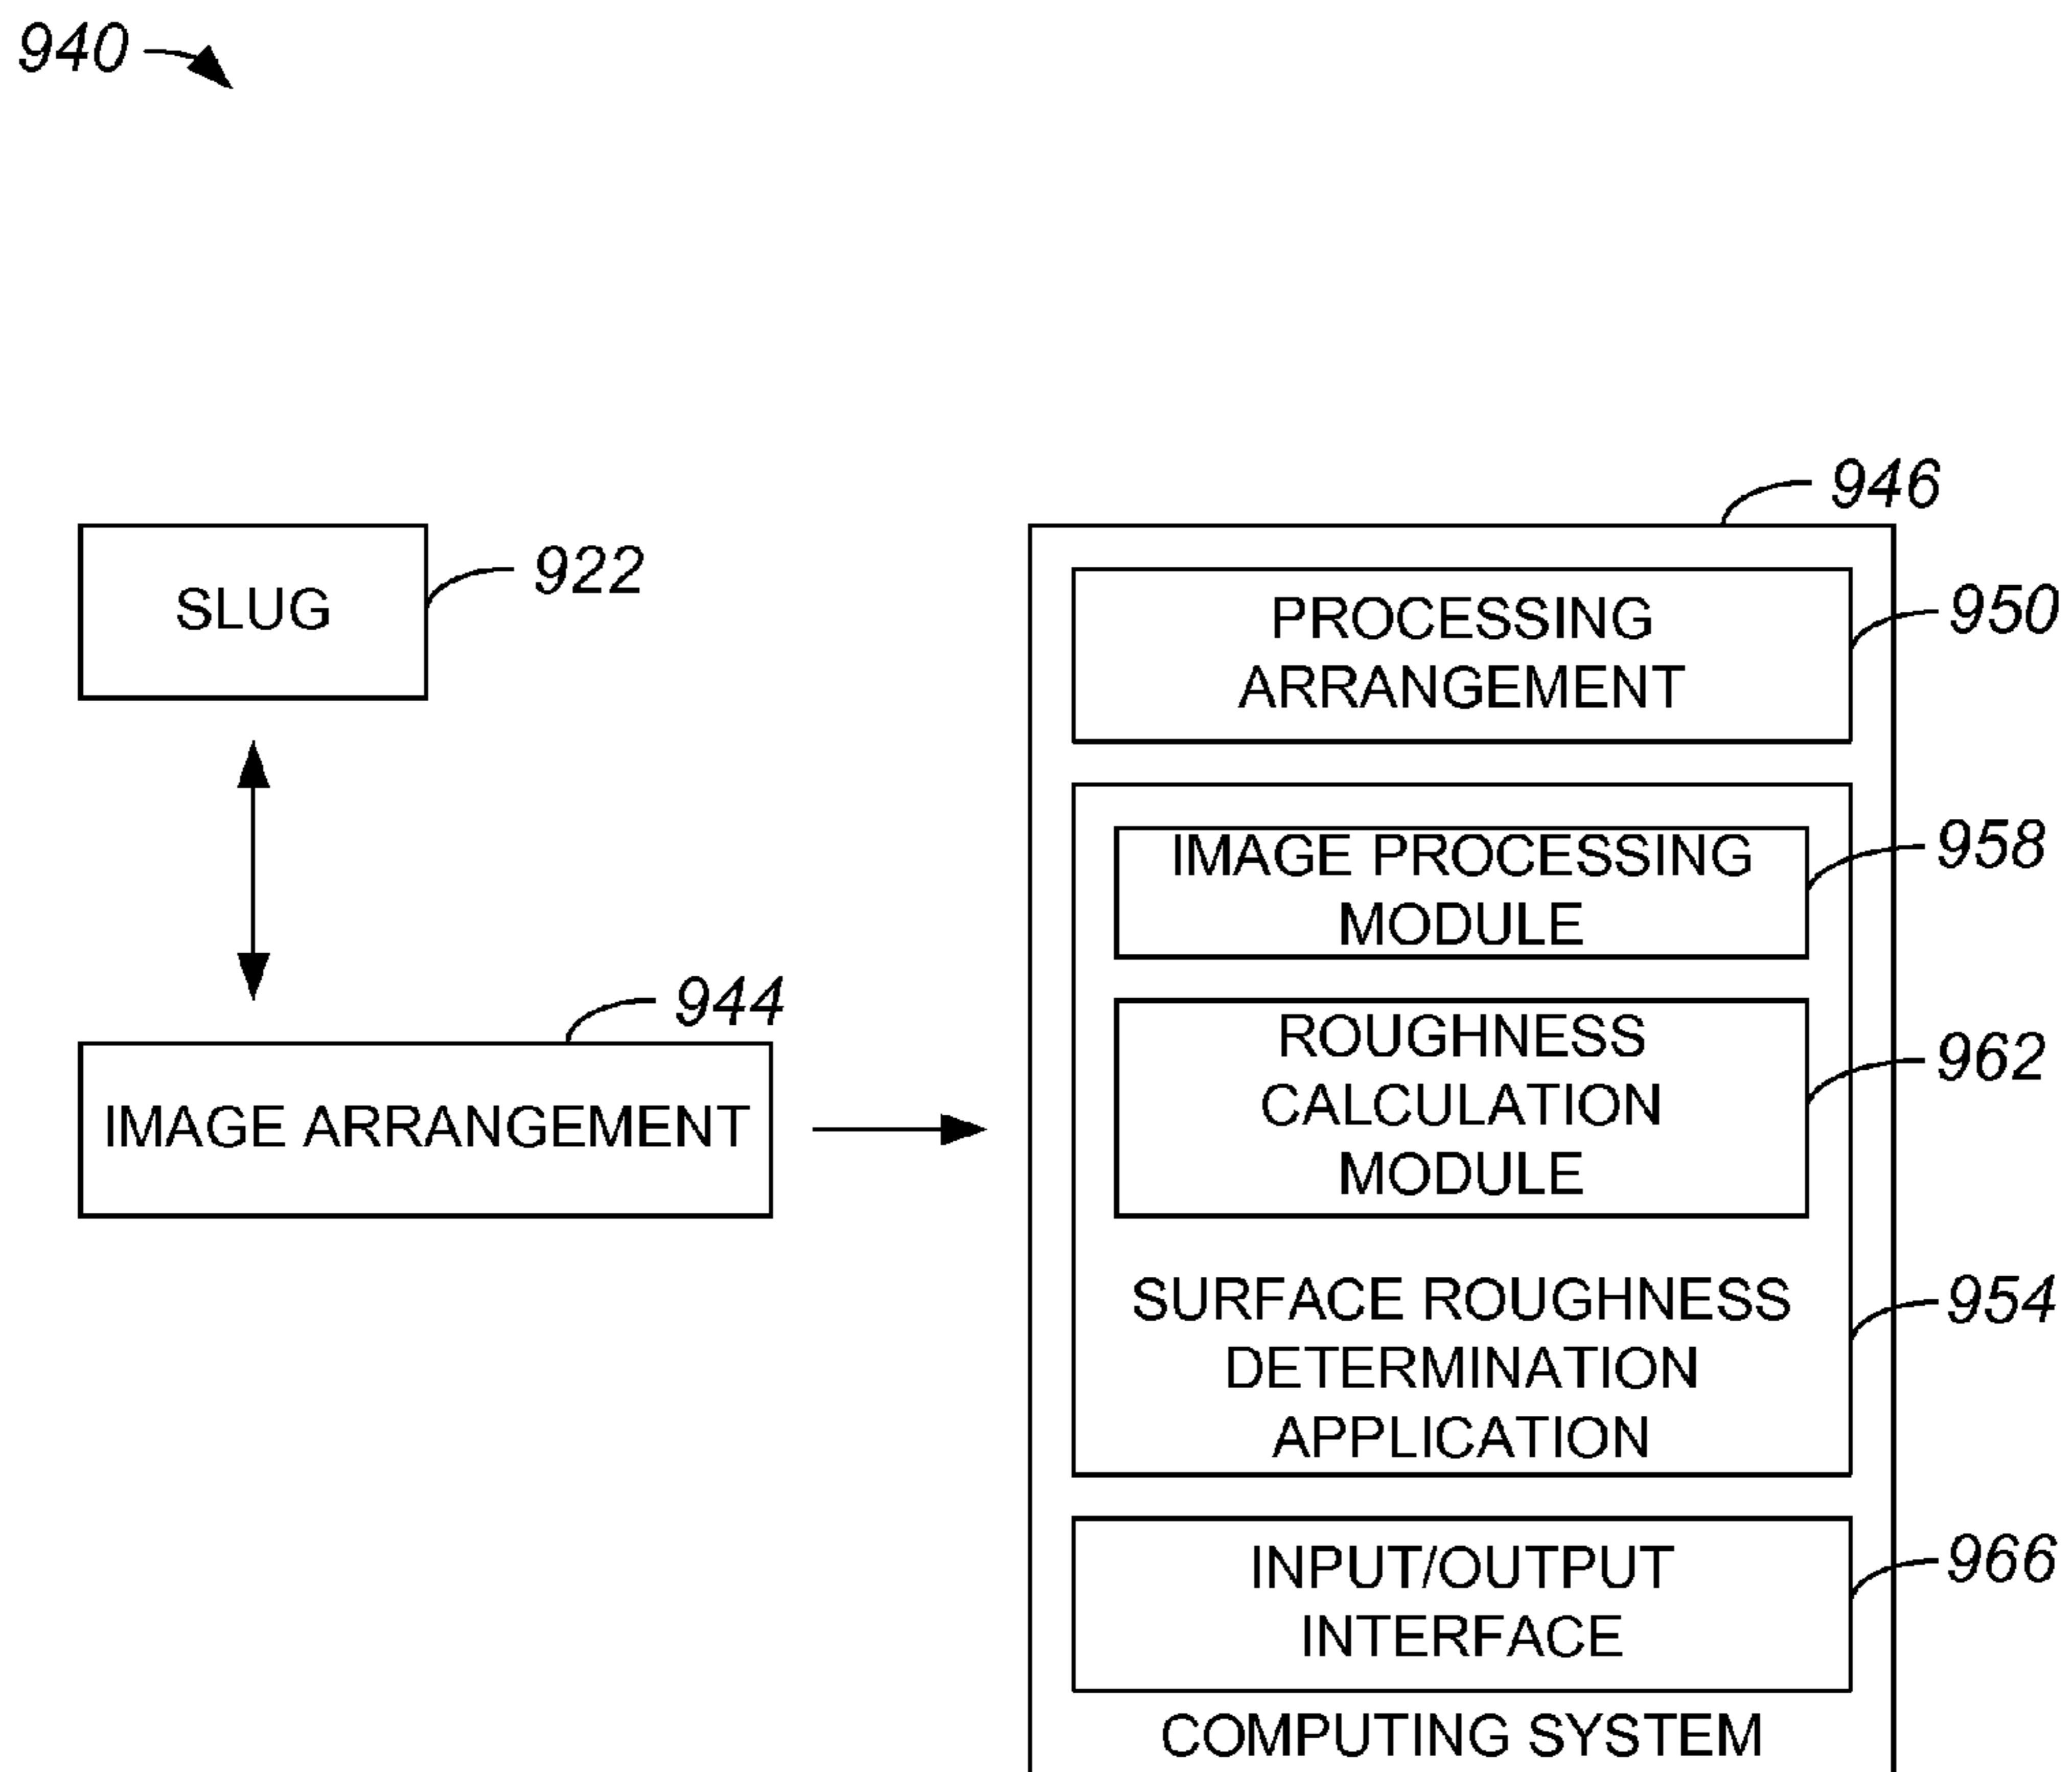 940
946
SLUG
922
PROCESSING
ARRANGEMENT
950
IMAGE PROCESSING
MODULE
958
944
IMAGE ARRANGEMENT
ROUGHNESS
CALCULATION
MODULE
962
SURFACE ROUGHNESS
DETERMINATION
APPLICATION
954
INPUT/OUTPUT
INTERFACE
966
COMPUTING SYSTEM